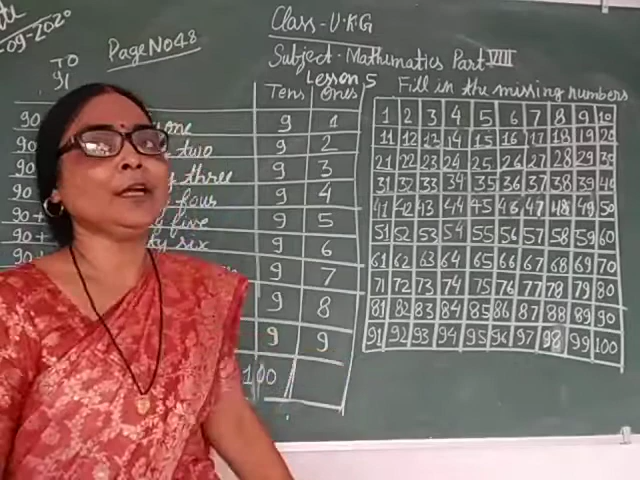 -09-2020
Class - U.K.G
Page No 48
Subject - Mathematics Part VIII
TO
91
Lesson 5 Fill in the missing numbers
Tens Ones
90 one 9 1
90 two 9 2
90 three 9 3
90 four 9 4
90+ five 9 5
90+ ty six 9 6
9 7
9 8
9 9
100
1 2 3 4 5 6 7 8 9 10
11 12 13 14 15 16 17 18 19 20
21 22 23 24 25 26 27 28 29 30
31 32 33 34 35 36 37 38 39 40
41 42 43 44 45 46 47 48 49 50
51 52 53 54 55 56 57 58 59 60
61 62 63 64 65 66 67 68 69 70
71 72 73 74 75 76 77 78 79 80
81 82 83 84 85 86 87 88 89 90
91 92 93 94 95 96 97 98 99 100